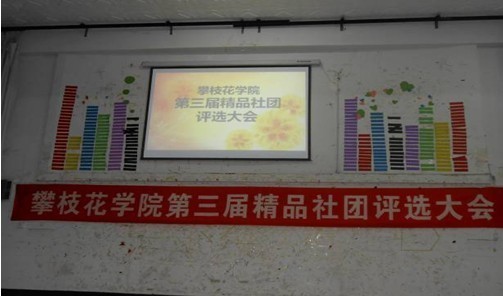 攀枝花学院
第三届精品社团
评选大会
攀枝花学院第三届精品社团评选大会